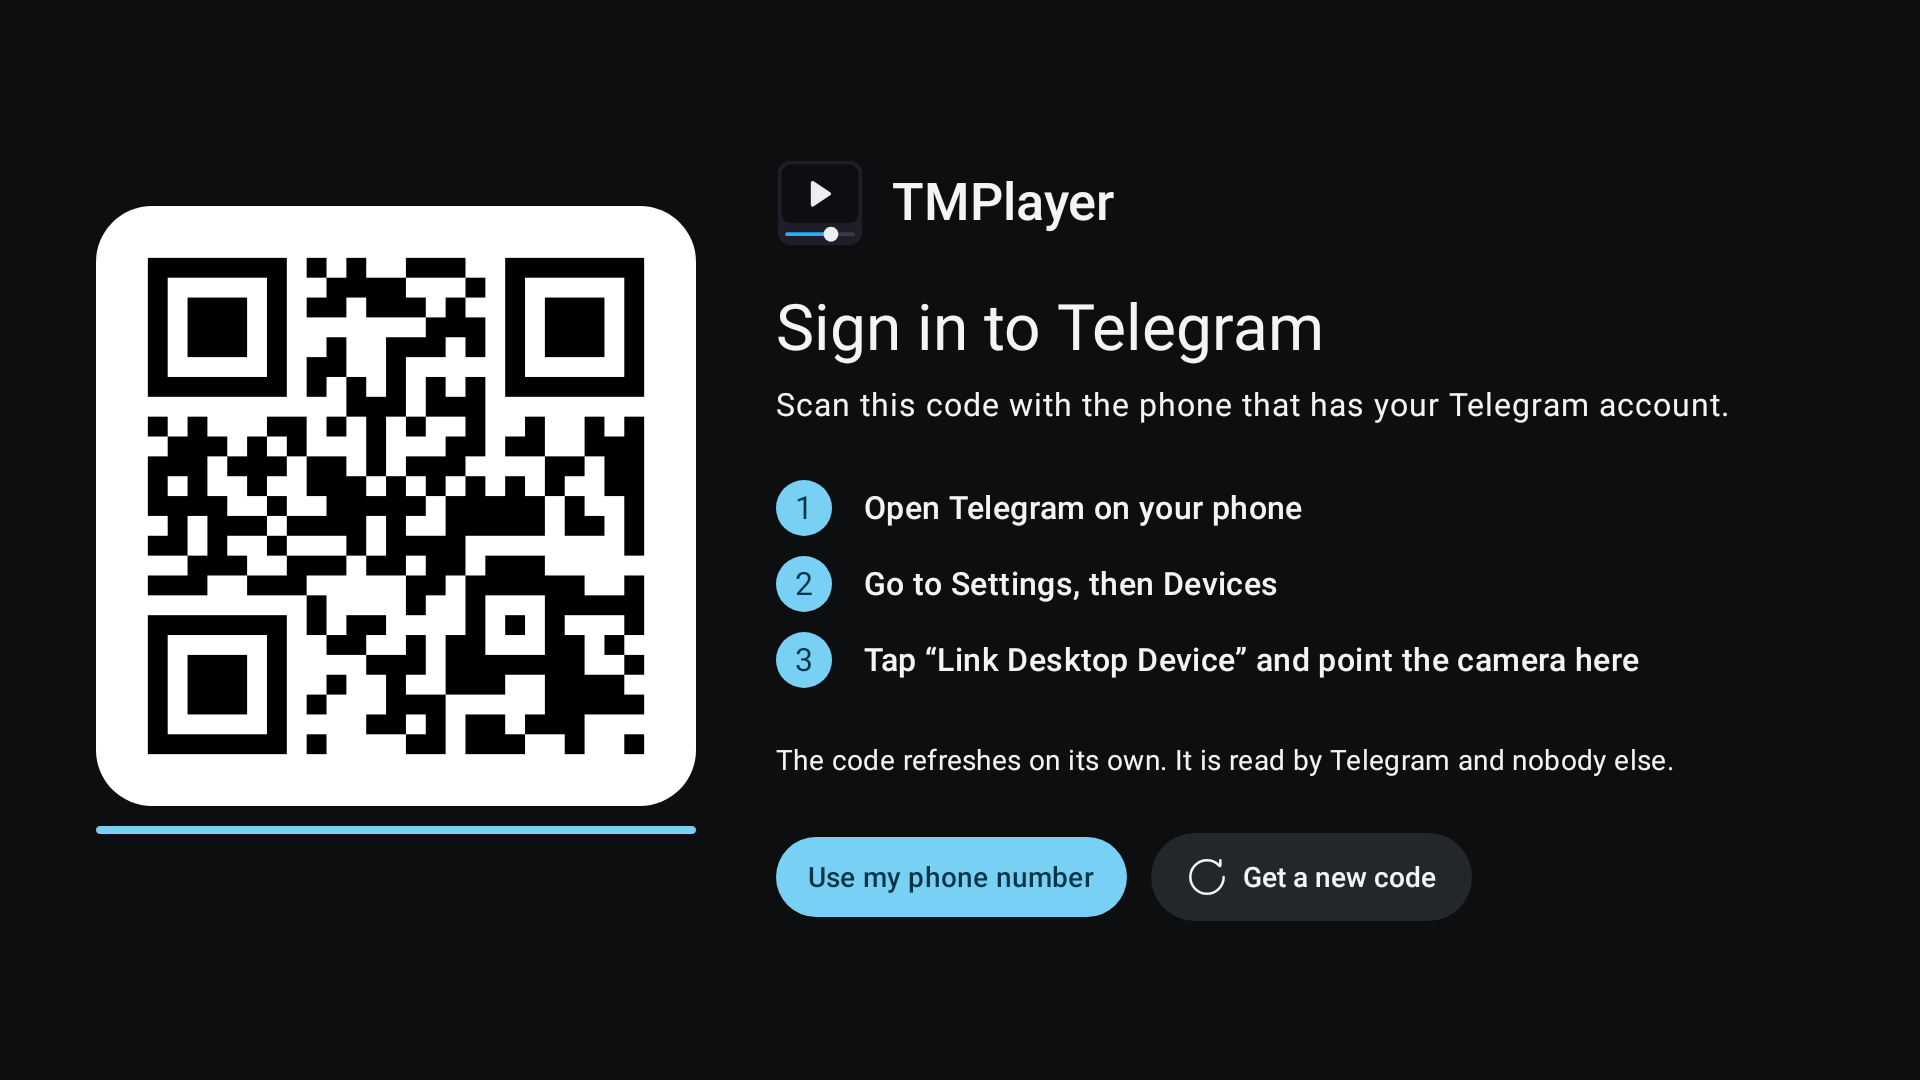 TMPlayer
Sign in to Telegram
Scan this code with the phone that has your Telegram account.
1 Open Telegram on your phone
2 Go to Settings, then Devices
3 Tap “Link Desktop Device” and point the camera here
The code refreshes on its own. It is read by Telegram and nobody else.
Use my phone number
Get a new code